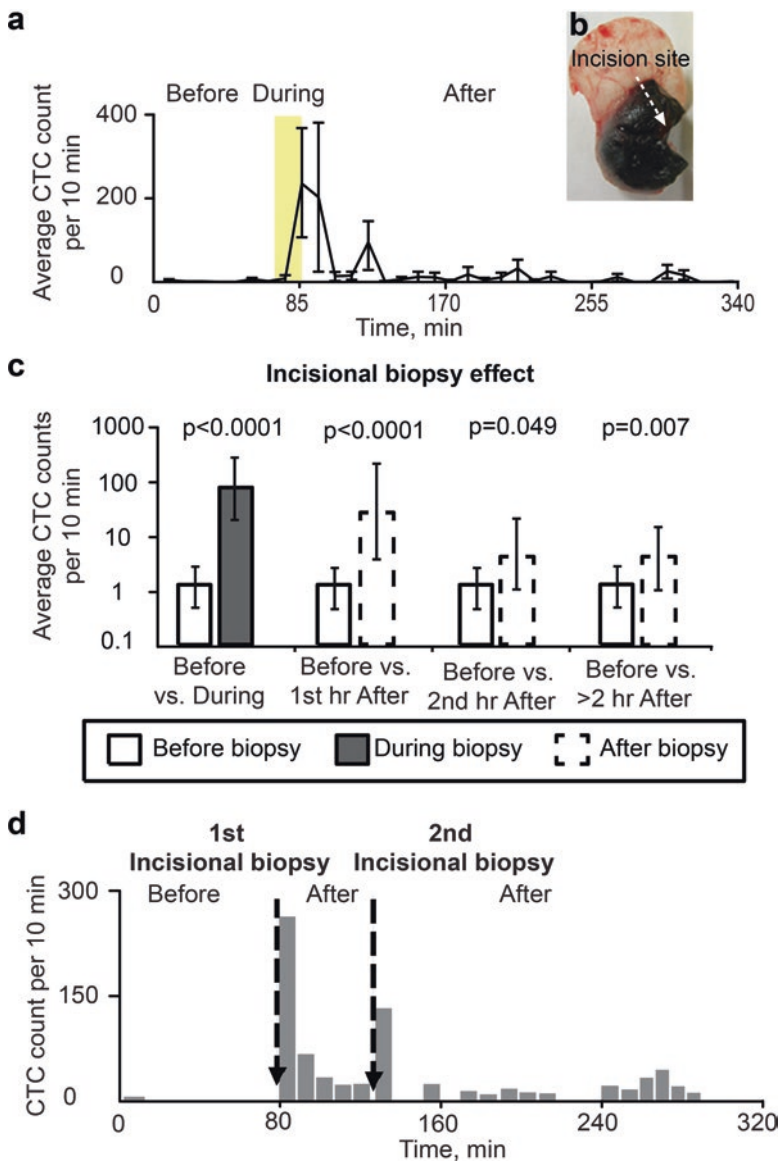 a
Before During After
400
200
0
Average CTC count
per 10 min
0 85 170 255 340
Time, min
b
Incision site
c
Incisional biopsy effect
p<0.0001 p<0.0001 p=0.049 p=0.007
1000
100
10
1
0.1
Average CTC counts
per 10 min
Before
vs. During
Before vs.
1st hr After
Before vs.
2nd hr After
Before vs.
>2 hr After
Before biopsy During biopsy After biopsy
d
1st
Incisional biopsy
2nd
Incisional biopsy
Before After After
300
150
0
CTC count per 10 min
0 80 160 240 320
Time, min